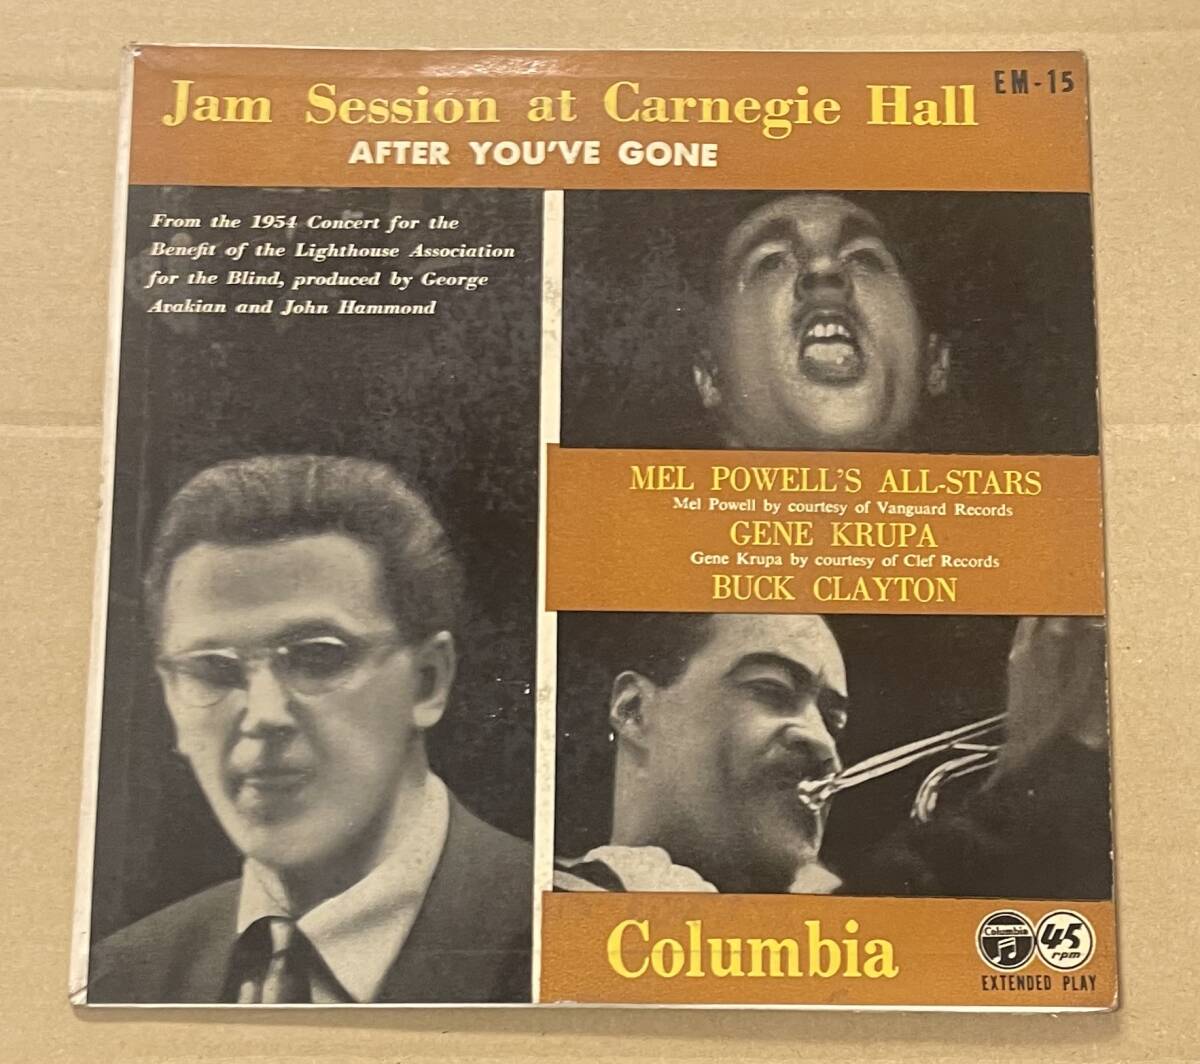 Jam Session at Carnegie Hall
EM-15
AFTER YOU'VE GONE
From the 1954 Concert for the
Benefit of the Lighthouse Association
for the Blind, produced by George
Avakian and John Hammond
MEL POWELL'S ALL-STARS
Mel Powell by courtesy of Vanguard Records
GENE KRUPA
Gene Krupa by courtesy of Clef Records
BUCK CLAYTON
Columbia
Columbia
45
rpm
EXTENDED PLAY